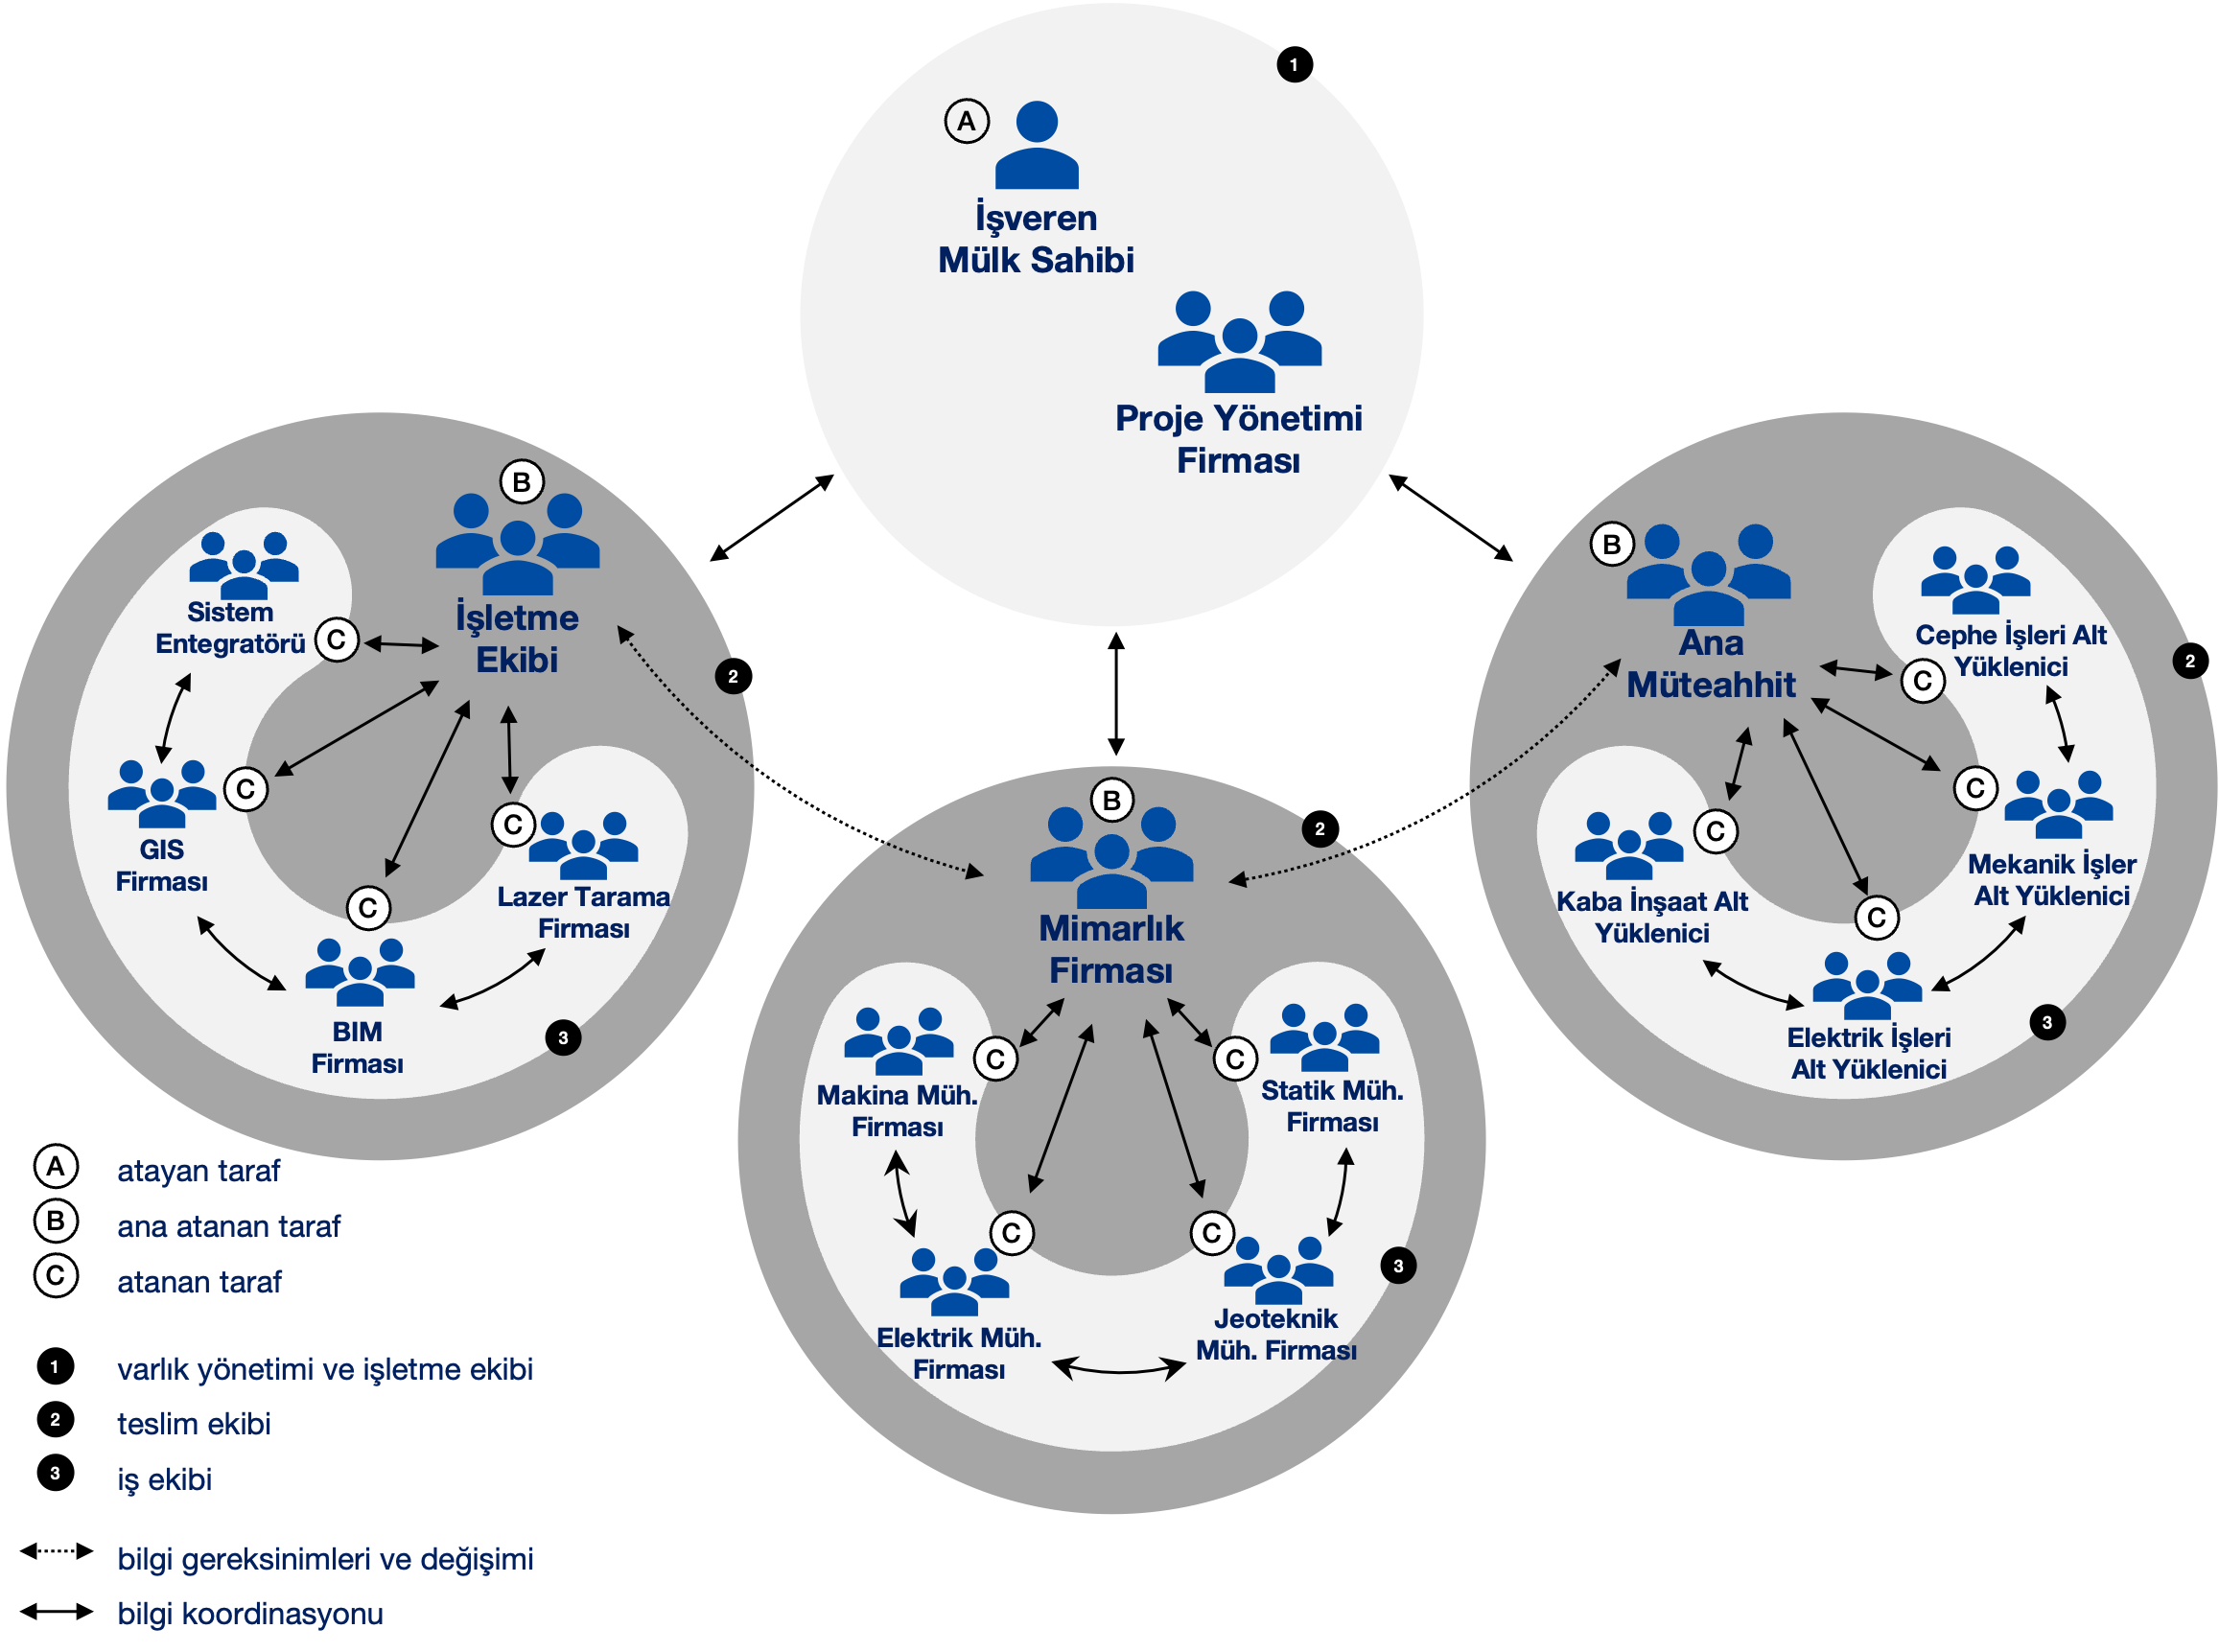 1
A
İşveren
Mülk Sahibi
Proje Yönetimi
Firması
B
İşletme
Ekibi
2
Sistem
Entegratörü
C
GIS
Firması
C
C
BIM
Firması
C
Lazer Tarama
Firması
3
B
Ana
Müteahhit
2
Cephe İşleri Alt
Yüklenici
C
C
Mekanik İşler
Alt Yüklenici
C
Kaba İnşaat Alt
Yüklenici
C
Elektrik İşleri
Alt Yüklenici
3
B
2
Mimarlık
Firması
C
Makina Müh.
Firması
C
Statik Müh.
Firması
C
Elektrik Müh.
Firması
C
Jeoteknik
Müh. Firması
3
A atayan taraf
B ana atanan taraf
C atanan taraf
1 varlık yönetimi ve işletme ekibi
2 teslim ekibi
3 iş ekibi
bilgi gereksinimleri ve değişimi
bilgi koordinasyonu